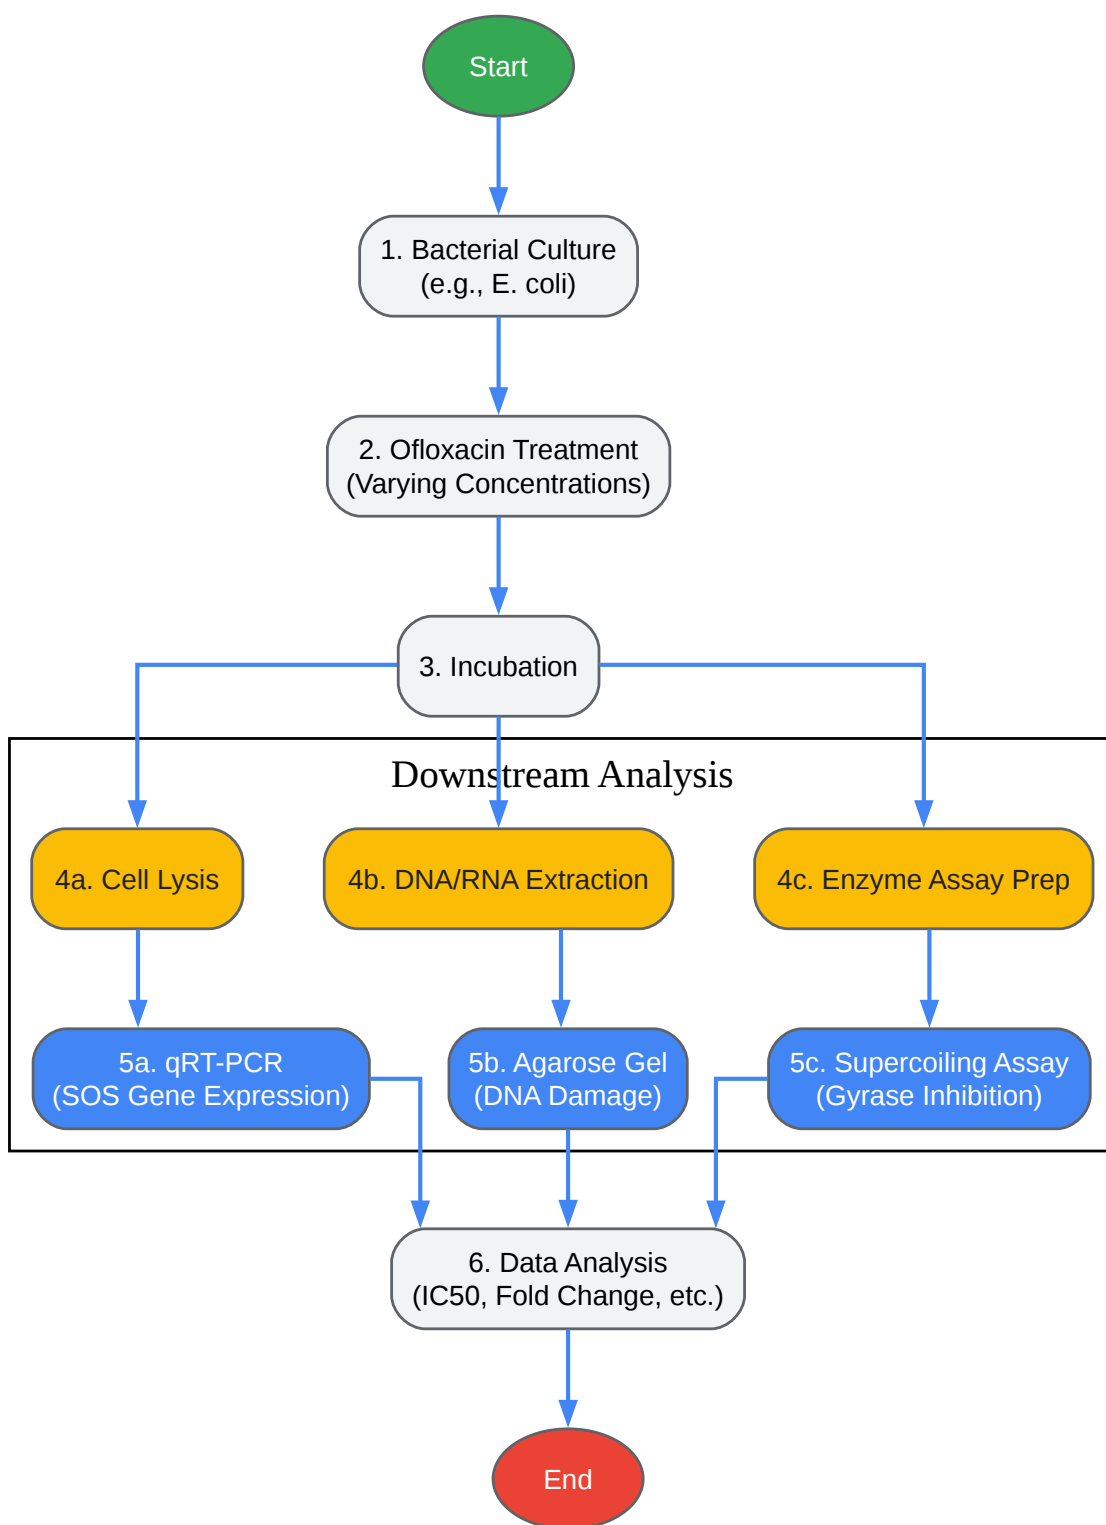 Start
1. Bacterial Culture
(e.g., E. coli)
2. Ofloxacin Treatment
(Varying Concentrations)
3. Incubation
Downstream Analysis
4a. Cell Lysis
4b. DNA/RNA Extraction
4c. Enzyme Assay Prep
5a. qRT-PCR
(SOS Gene Expression)
5b. Agarose Gel
(DNA Damage)
5c. Supercoiling Assay
(Gyrase Inhibition)
6. Data Analysis
(IC50, Fold Change, etc.)
End